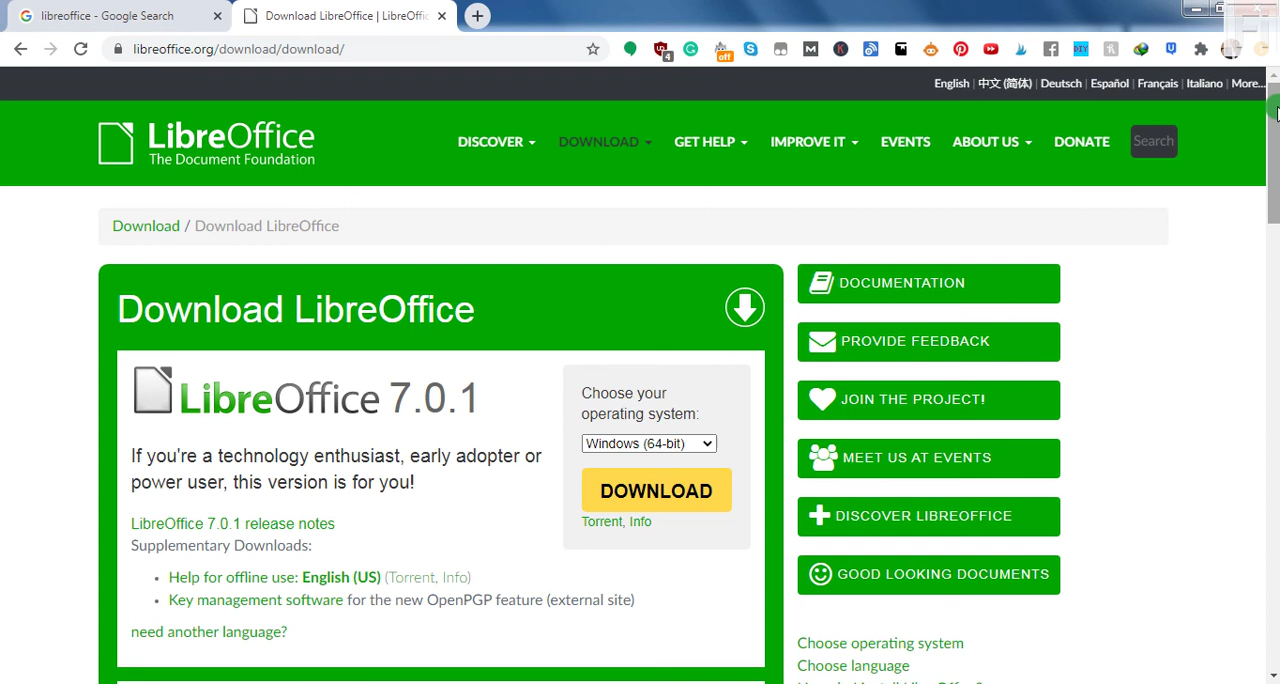 libreoffice - Google Search
Download LibreOffice | LibreOffic
libreoffice.org/download/download/
4
off
M
K
DIY
English | 中文 (简体) | Deutsch | Español | Français | Italiano | More...
LibreOffice
The Document Foundation
DISCOVER
DOWNLOAD
GET HELP
IMPROVE IT
EVENTS
ABOUT US
DONATE
Search
Download / Download LibreOffice
Download LibreOffice
LibreOffice 7.0.1
If you're a technology enthusiast, early adopter or
power user, this version is for you!
LibreOffice 7.0.1 release notes
Supplementary Downloads:
• Help for offline use: English (US) (Torrent, Info)
• Key management software for the new OpenPGP feature (external site)
need another language?
Choose your
operating system:
Windows (64-bit)
DOWNLOAD
Torrent, Info
DOCUMENTATION
PROVIDE FEEDBACK
JOIN THE PROJECT!
MEET US AT EVENTS
DISCOVER LIBREOFFICE
GOOD LOOKING DOCUMENTS
Choose operating system
Choose language